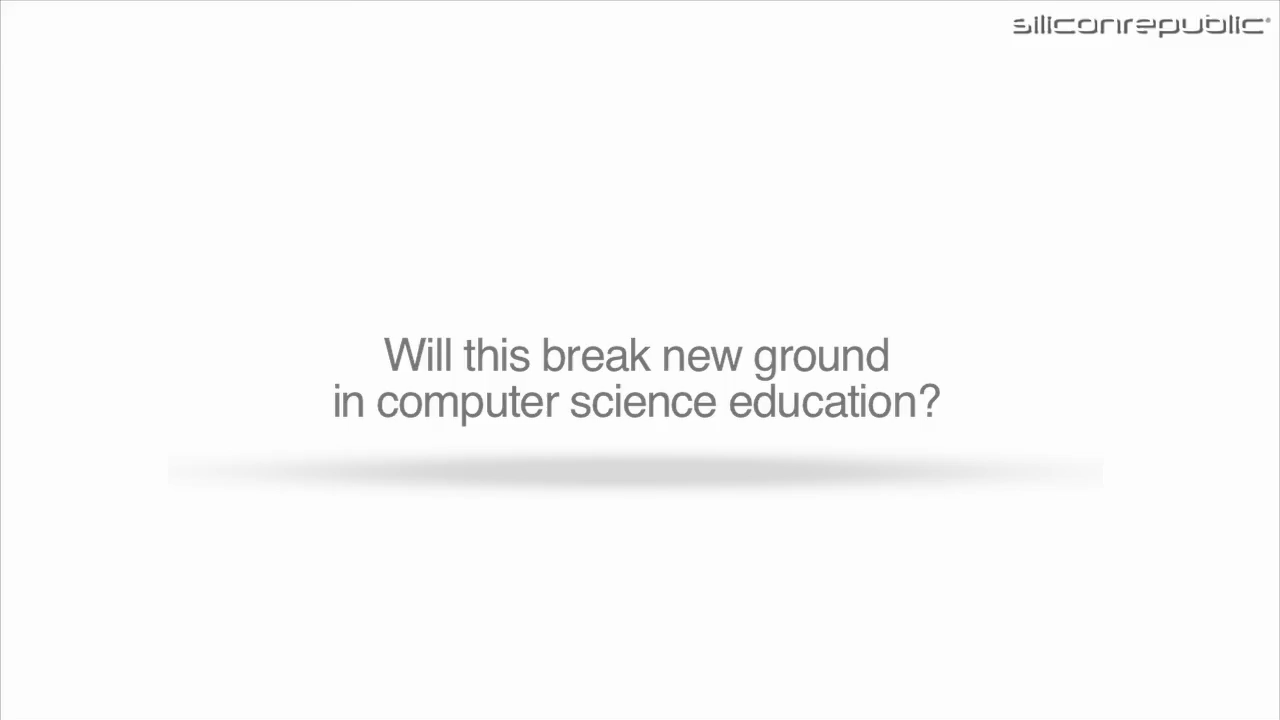 siliconrepublic
Will this break new ground
in computer science education?